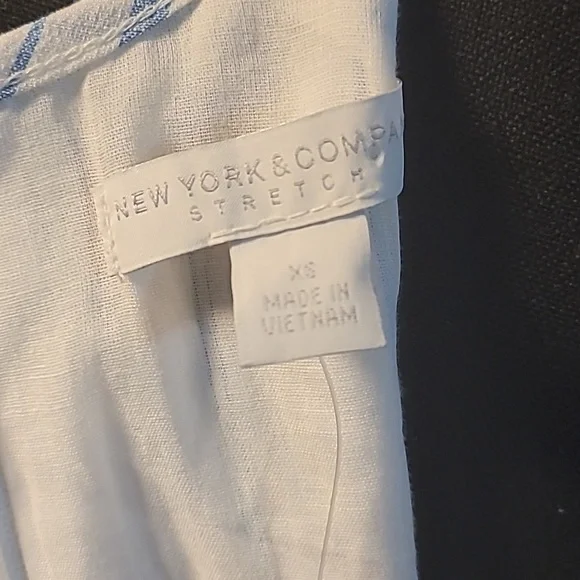 NEW YORK & COMPA
STRETCH
XS
MADE IN
VIETNAM